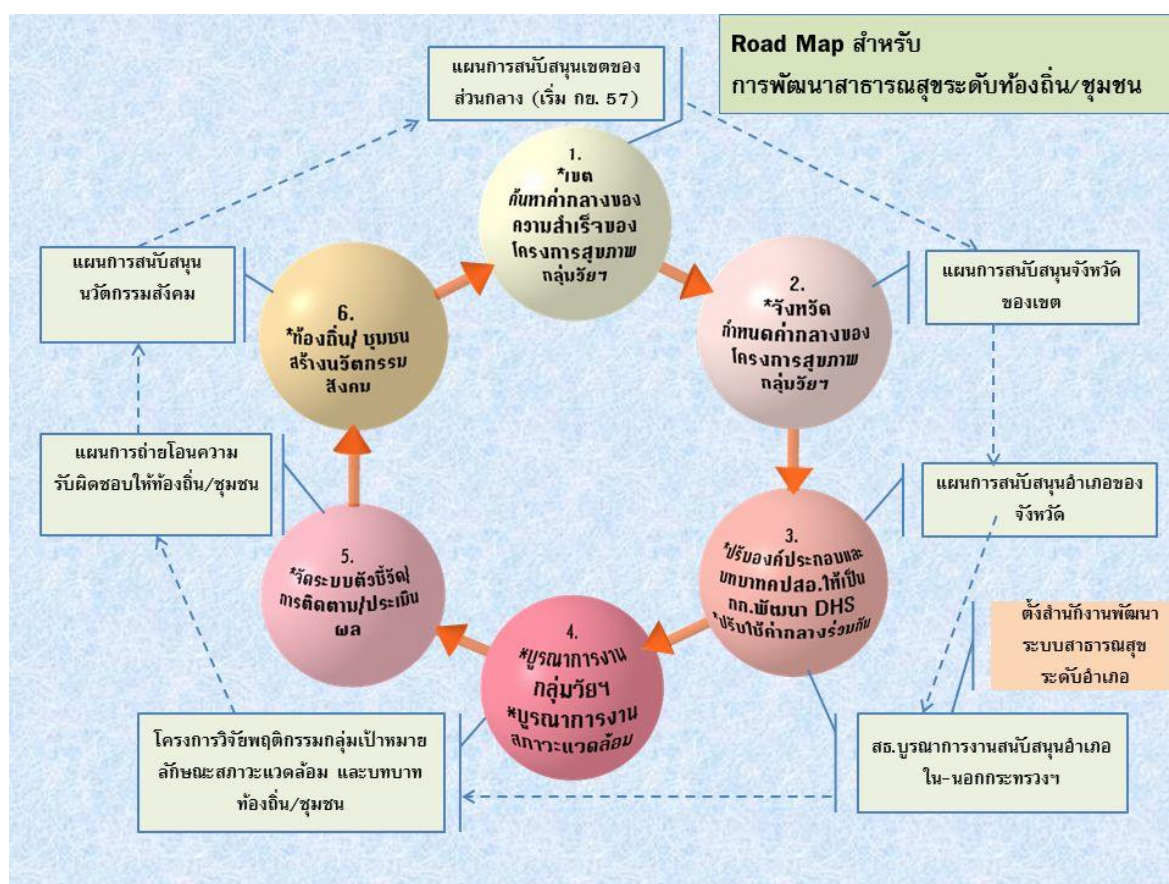 Road Map สำหรับ
การพัฒนาสาธารณสุขระดับท้องถิ่น/ชุมชน
แผนการสนับสนุนเขตของ
ส่วนกลาง (เริ่ม กย. 57)
1.
*เขต
ค้นหาค่ากลางของ
ความสำเร็จของ
โครงการสุขภาพ
กลุ่มวัยฯ
แผนการสนับสนุนจังหวัด
ของเขต
2.
*จังหวัด
กำหนดค่ากลางของ
โครงการสุขภาพ
กลุ่มวัยฯ
แผนการสนับสนุนอำเภอของ
จังหวัด
3.
*ปรับองค์ประกอบและ
บทบาทคปสอ.ให้เป็น
กก.พัฒนา DHS
*ปรับใช้ค่ากลางร่วมกัน
ตั้งสำนักงานพัฒนา
ระบบสาธารณสุข
ระดับอำเภอ
สธ.บูรณาการงานสนับสนุนอำเภอ
ใน-นอกกระทรวงฯ
4.
*บูรณาการงาน
กลุ่มวัยฯ
*บูรณาการงาน
สภาวะแวดล้อม
โครงการวิจัยพฤติกรรมกลุ่มเป้าหมาย
ลักษณะสภาวะแวดล้อม และบทบาท
ท้องถิ่น/ชุมชน
5.
*จัดระบบตัวชี้วัด/
การติดตาม/ประเมิน
ผล
แผนการถ่ายโอนความ
รับผิดชอบให้ท้องถิ่น/ชุมชน
6.
*ท้องถิ่น/ ชุมชน
สร้างนวัตกรรม
สังคม
แผนการสนับสนุน
นวัตกรรมสังคม